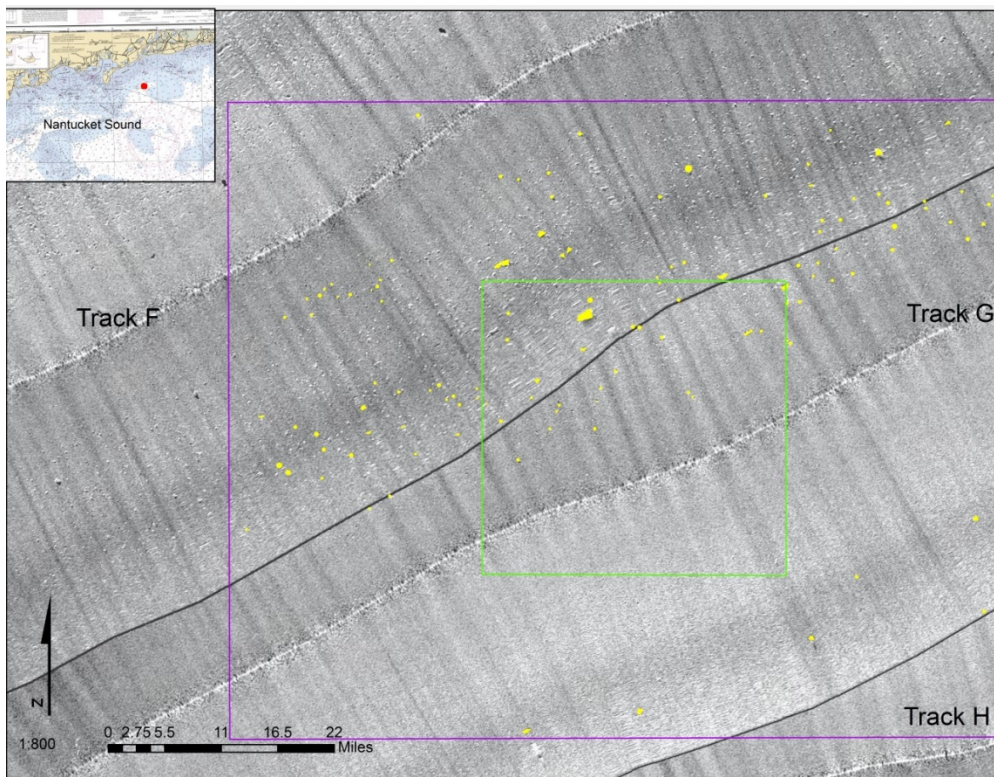 Nantucket Sound
Track F
Track G
Track H
N
1:800
0 2.75 5.5 11 16.5 22
Miles